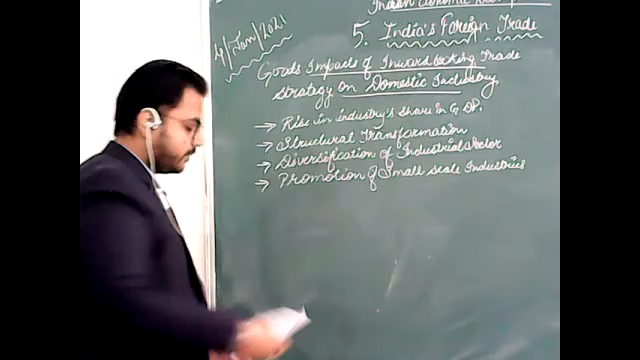 Indian Economic
4/Jan/2021
5. India's Foreign Trade
Goods Impacts of Inward Looking Trade
Strategy on Domestic Industry.
→ Rise in industry's share in GDP.
→ Structural Transformation
→ Diversification of Industrial Sector
→ Promotion of Small Scale Industries